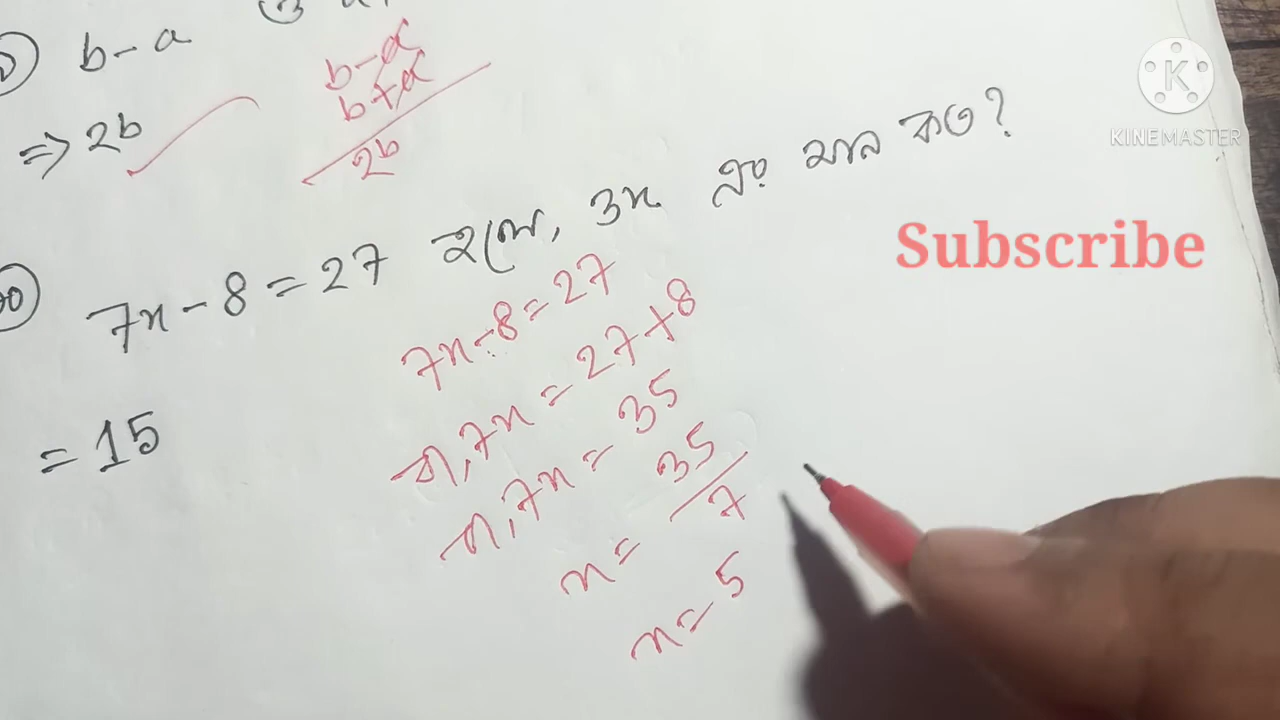 b-a
b-a
b+a
2b
=> 2b
7x-8=27 হলে, 3x এর মান কত?
=15
7x-8=27
বা, 7x=27+8
বা, 7x=35
x=35/7
x=5
KINEMASTER
Subscribe